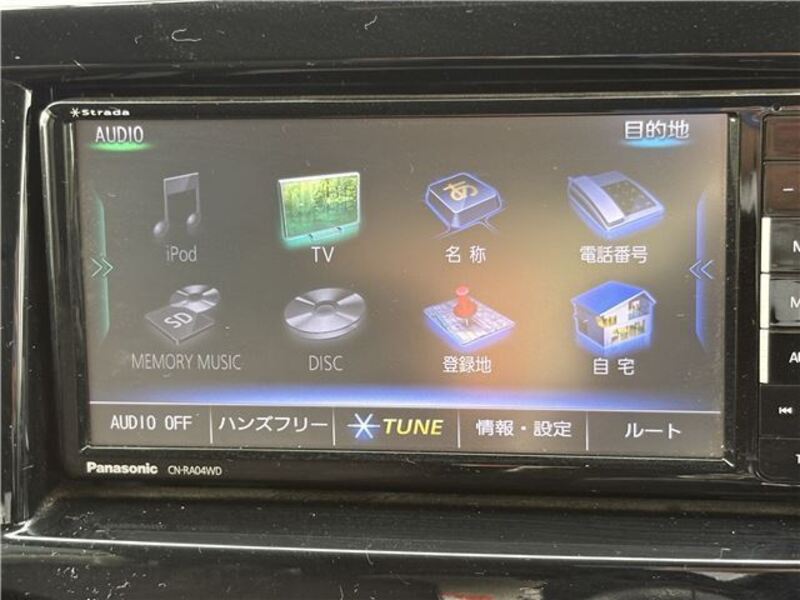 Strada
AUDIO 目的地
iPod TV 名称 電話番号
あ
SD
MEMORY MUSIC DISC 登録地 自宅
AUDIO OFF ハンズフリー TUNE 情報・設定 ルート
Panasonic CN-RA04WD